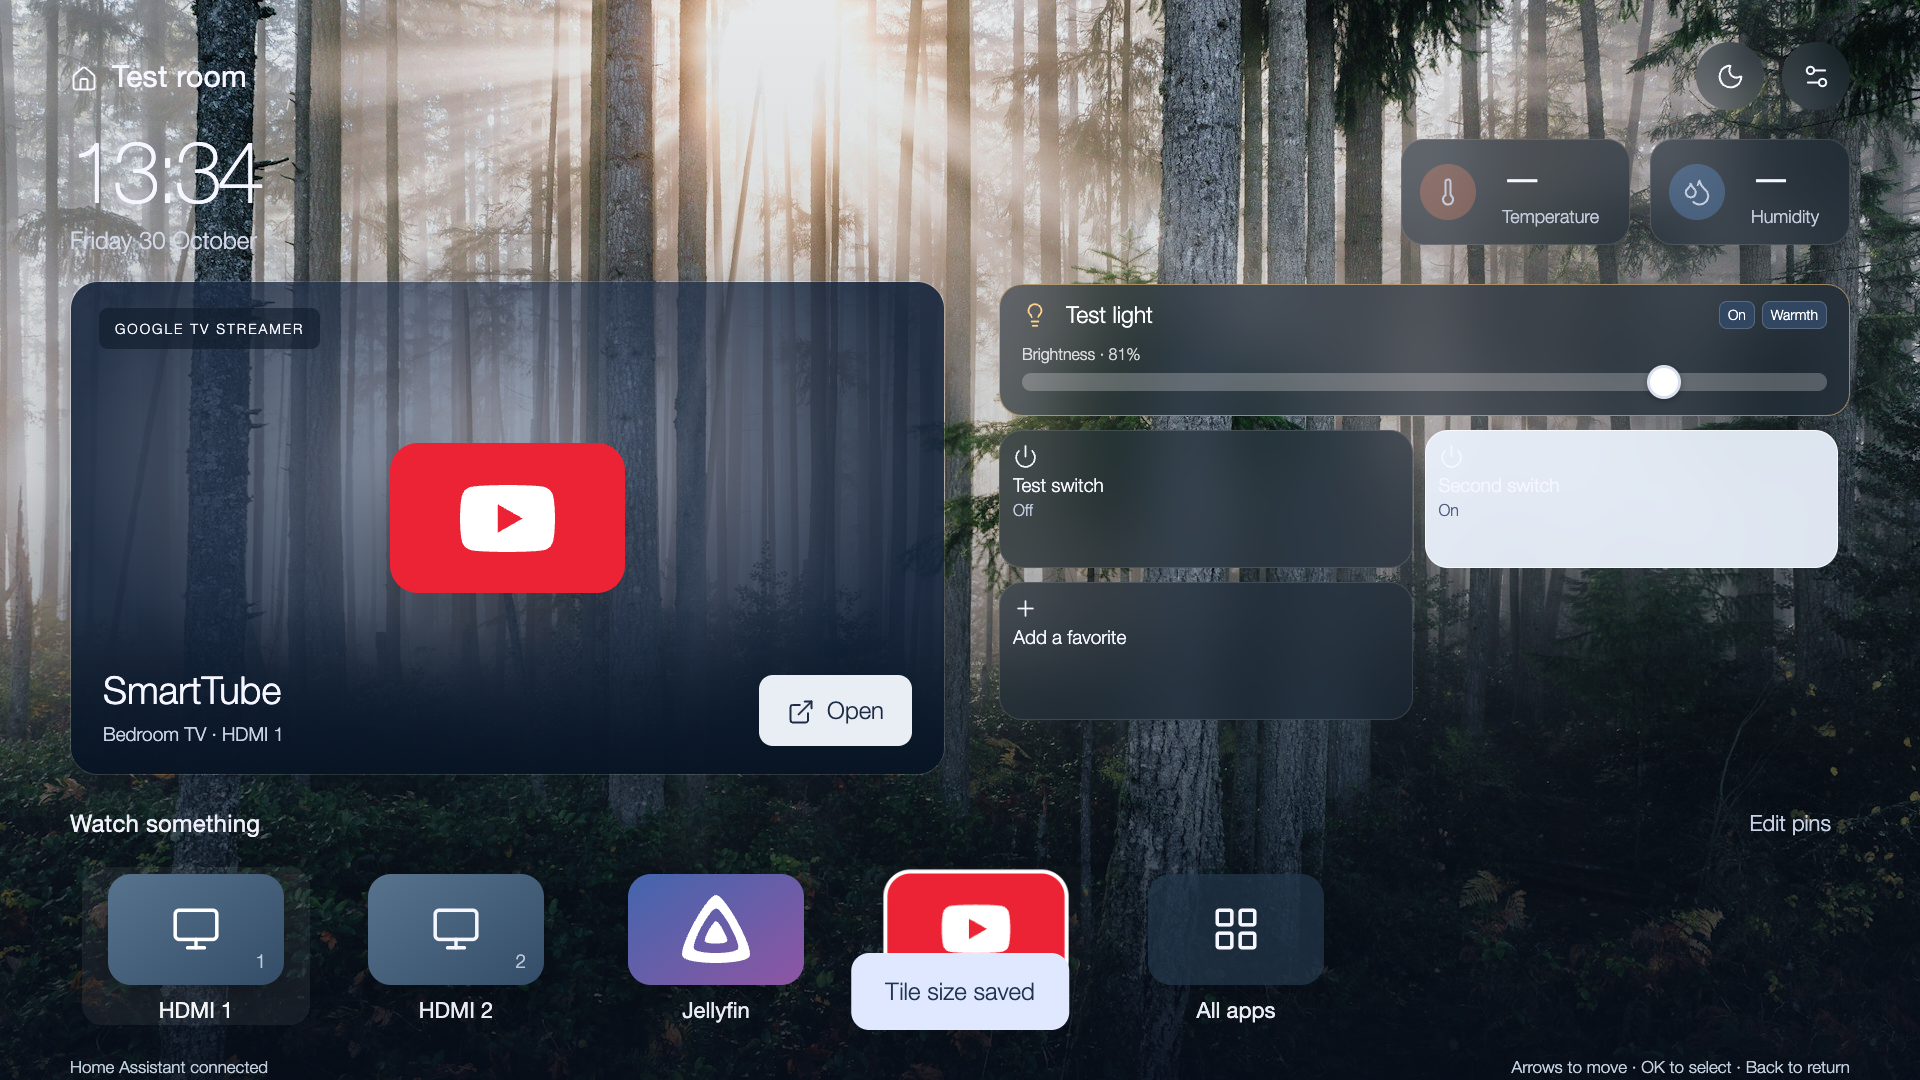 Test room
13:34
Friday 30 October
Temperature
Humidity
GOOGLE TV STREAMER
SmartTube
Bedroom TV · HDMI 1
Open
Test light
On
Warmth
Brightness · 81%
Test switch
Off
Second switch
On
Add a favorite
Watch something
Edit pins
1
HDMI 1
2
HDMI 2
Jellyfin
Tile size saved
All apps
Home Assistant connected
Arrows to move · OK to select · Back to return